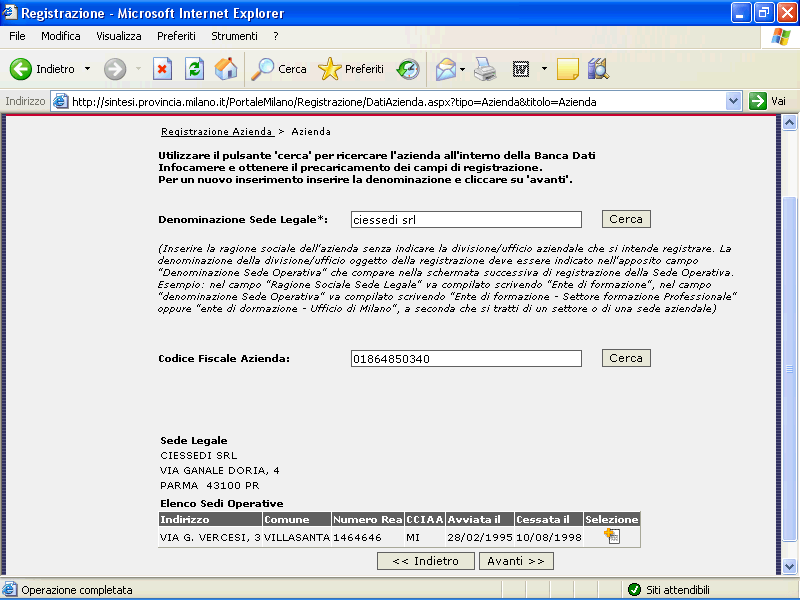 Registrazione - Microsoft Internet Explorer
File Modifica Visualizza Preferiti Strumenti ?
Indietro Cerca Preferiti
Indirizzo http://sintesi.provincia.milano.it/PortaleMilano/Registrazione/DatiAzienda.aspx?tipo=Azienda&titolo=Azienda Vai
Registrazione Azienda > Azienda
Utilizzare il pulsante 'cerca' per ricercare l'azienda all'interno della Banca Dati
Infocamere e ottenere il precaricamento dei campi di registrazione.
Per un nuovo inserimento inserire la denominazione e cliccare su 'avanti'.
Denominazione Sede Legale*: ciessedi srl Cerca
(Inserire la ragione sociale dell'azienda senza indicare la divisione/ufficio aziendale che si intende registrare. La
denominazione della divisione/ufficio oggetto della registrazione deve essere indicato nell'apposito campo
"Denominazione Sede Operativa" che compare nella schermata successiva di registrazione della Sede Operativa.
Esempio: nel campo "Ragione Sociale Sede Legale" va compilato scrivendo "Ente di formazione", nel campo
"denominazione Sede Operativa" va compilato scrivendo "Ente di formazione - Settore formazione Professionale"
oppure "ente di dormazione - Ufficio di Milano", a seconda che si tratti di un settore o di una sede aziendale)
Codice Fiscale Azienda: 01864850340 Cerca
Sede Legale
CIESSEDI SRL
VIA GANALE DORIA, 4
PARMA 43100 PR
Elenco Sedi Operative
Indirizzo Comune Numero Rea CCIAA Avviata il Cessata il Selezione
VIA G. VERCESI, 3 VILLASANTA 1464646 MI 28/02/1995 10/08/1998
<< Indietro Avanti >>
Operazione completata Siti attendibili